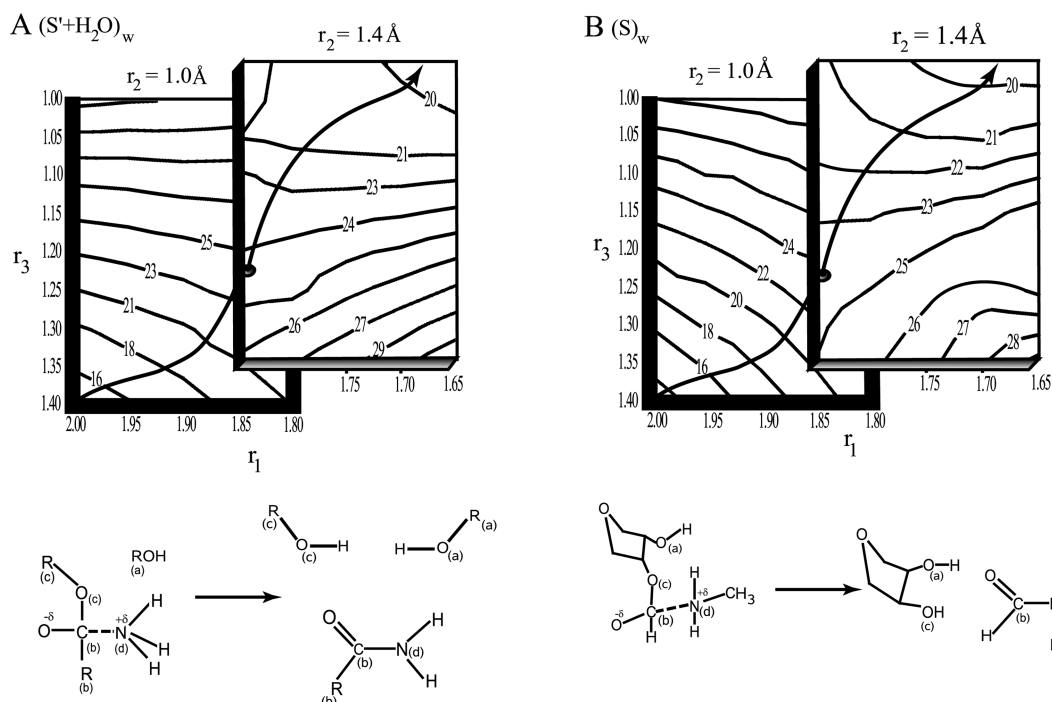 A (S'+H2O)w
r2 = 1.4 Å
r2 = 1.0 Å
1.00
1.05
1.10
1.15
1.20
1.25
1.30
1.35
1.40
r3
20
21
23
24
25
23
21
18
16
26
27
29
1.75 1.70 1.65
2.00 1.95 1.90 1.85 1.80
r1
B (S)w
r2 = 1.4 Å
r2 = 1.0 Å
1.00
1.05
1.10
1.15
1.20
1.25
1.30
1.35
1.40
r3
20
21
22
23
24
22
25
20
18
16
26
27
28
1.75 1.70 1.65
2.00 1.95 1.90 1.85 1.80
r1
R
(c)
O
(c)
ROH
(a)
-δ
O
C
(b)
+δ
N
(d)
H
H
H
R
(b)
R
(c)
O
(c)
H
H
O
(a)
R
(a)
O
C
(b)
N
(d)
H
H
R
(b)
O
O
(a)
H
O
(c)
-δ
O
C
(b)
H
H
+δ
N
(d)
H
CH3
O
O
(a)
H
OH
(c)
O
C
(b)
H